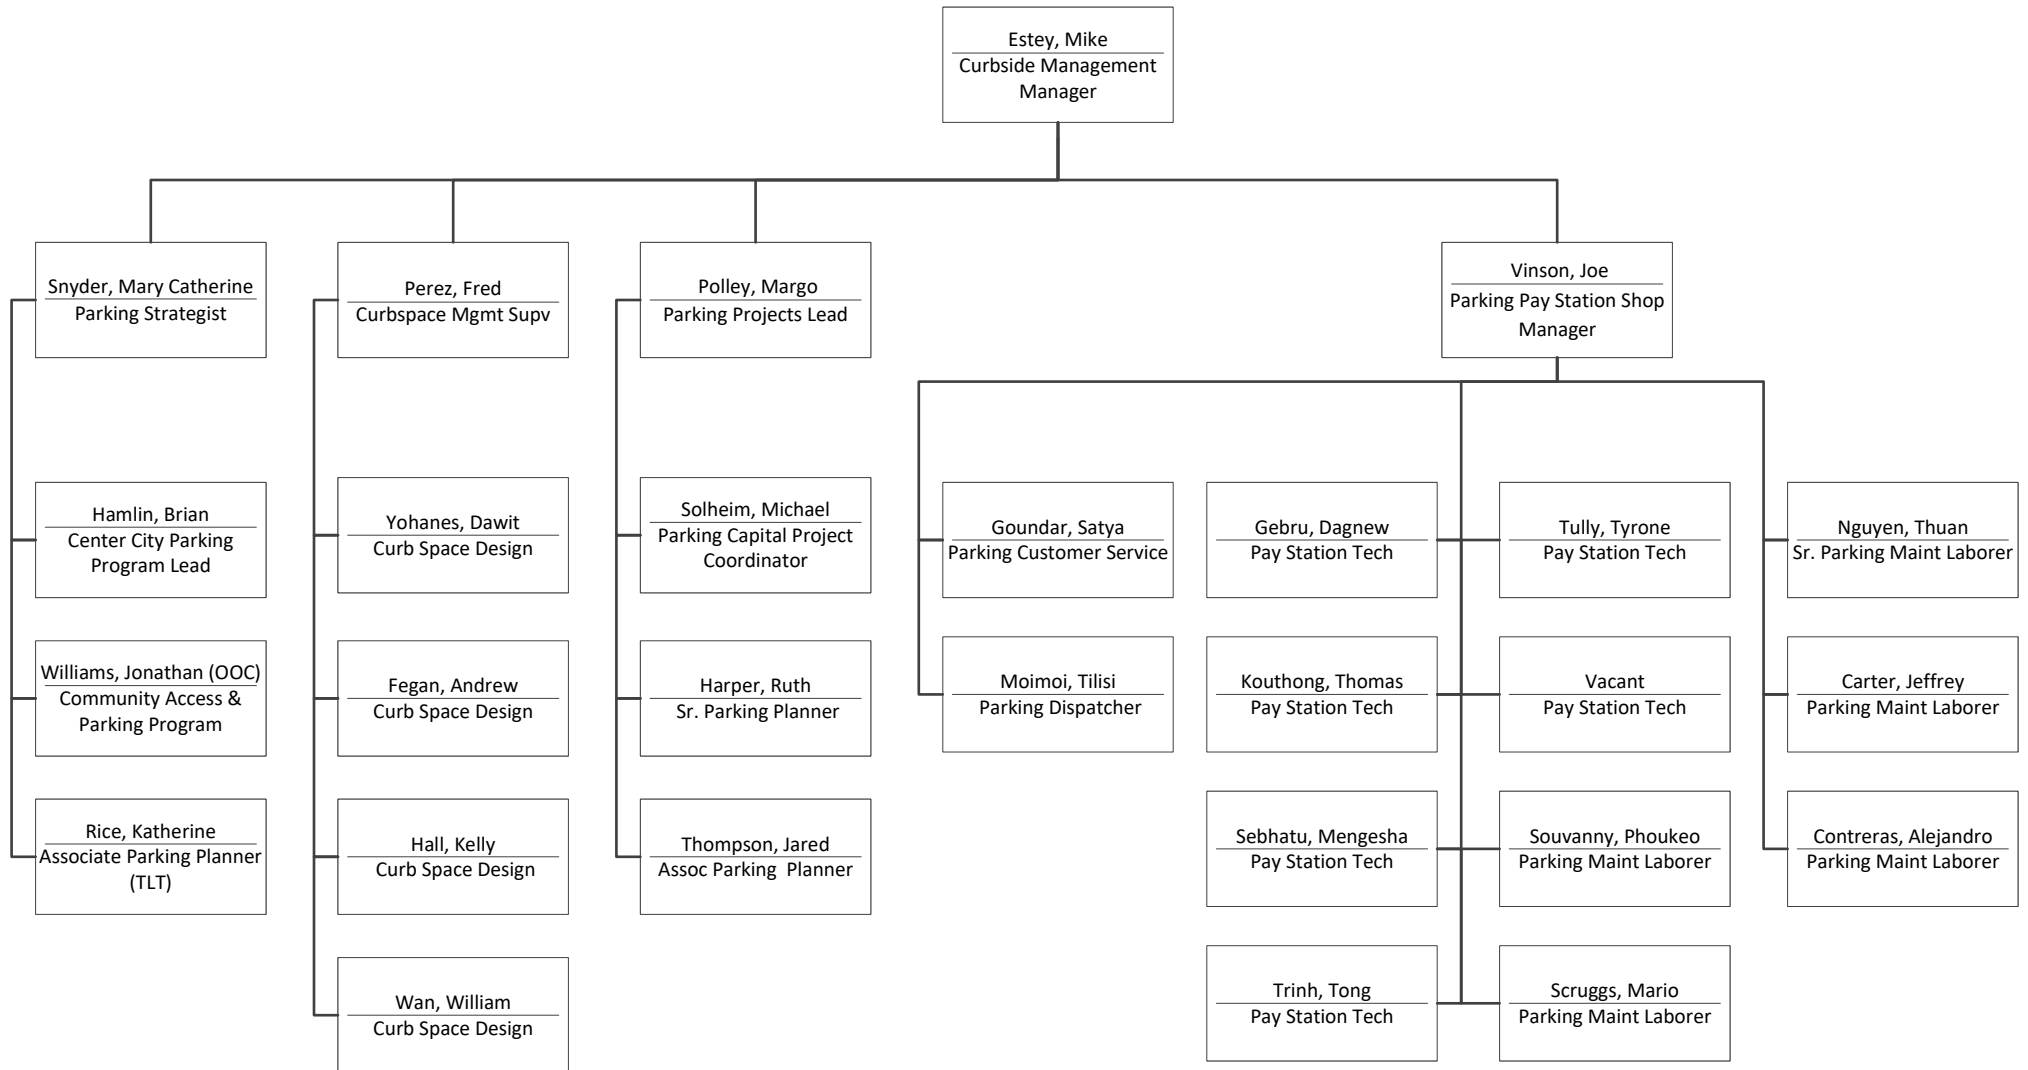 Estey, Mike
Curbside Management
Manager
Snyder, Mary Catherine
Parking Strategist
Perez, Fred
Curbspace Mgmt Supv
Polley, Margo
Parking Projects Lead
Vinson, Joe
Parking Pay Station Shop
Manager
Hamlin, Brian
Center City Parking
Program Lead
Yohanes, Dawit
Curb Space Design
Solheim, Michael
Parking Capital Project
Coordinator
Goundar, Satya
Parking Customer Service
Gebru, Dagnew
Pay Station Tech
Tully, Tyrone
Pay Station Tech
Nguyen, Thuan
Sr. Parking Maint Laborer
Williams, Jonathan (OOC)
Community Access &
Parking Program
Fegan, Andrew
Curb Space Design
Harper, Ruth
Sr. Parking Planner
Moimoi, Tilisi
Parking Dispatcher
Kouthong, Thomas
Pay Station Tech
Vacant
Pay Station Tech
Carter, Jeffrey
Parking Maint Laborer
Rice, Katherine
Associate Parking Planner
(TLT)
Hall, Kelly
Curb Space Design
Thompson, Jared
Assoc Parking  Planner
Sebhatu, Mengesha
Pay Station Tech
Souvanny, Phoukeo
Parking Maint Laborer
Contreras, Alejandro
Parking Maint Laborer
Wan, William
Curb Space Design
Trinh, Tong
Pay Station Tech
Scruggs, Mario
Parking Maint Laborer